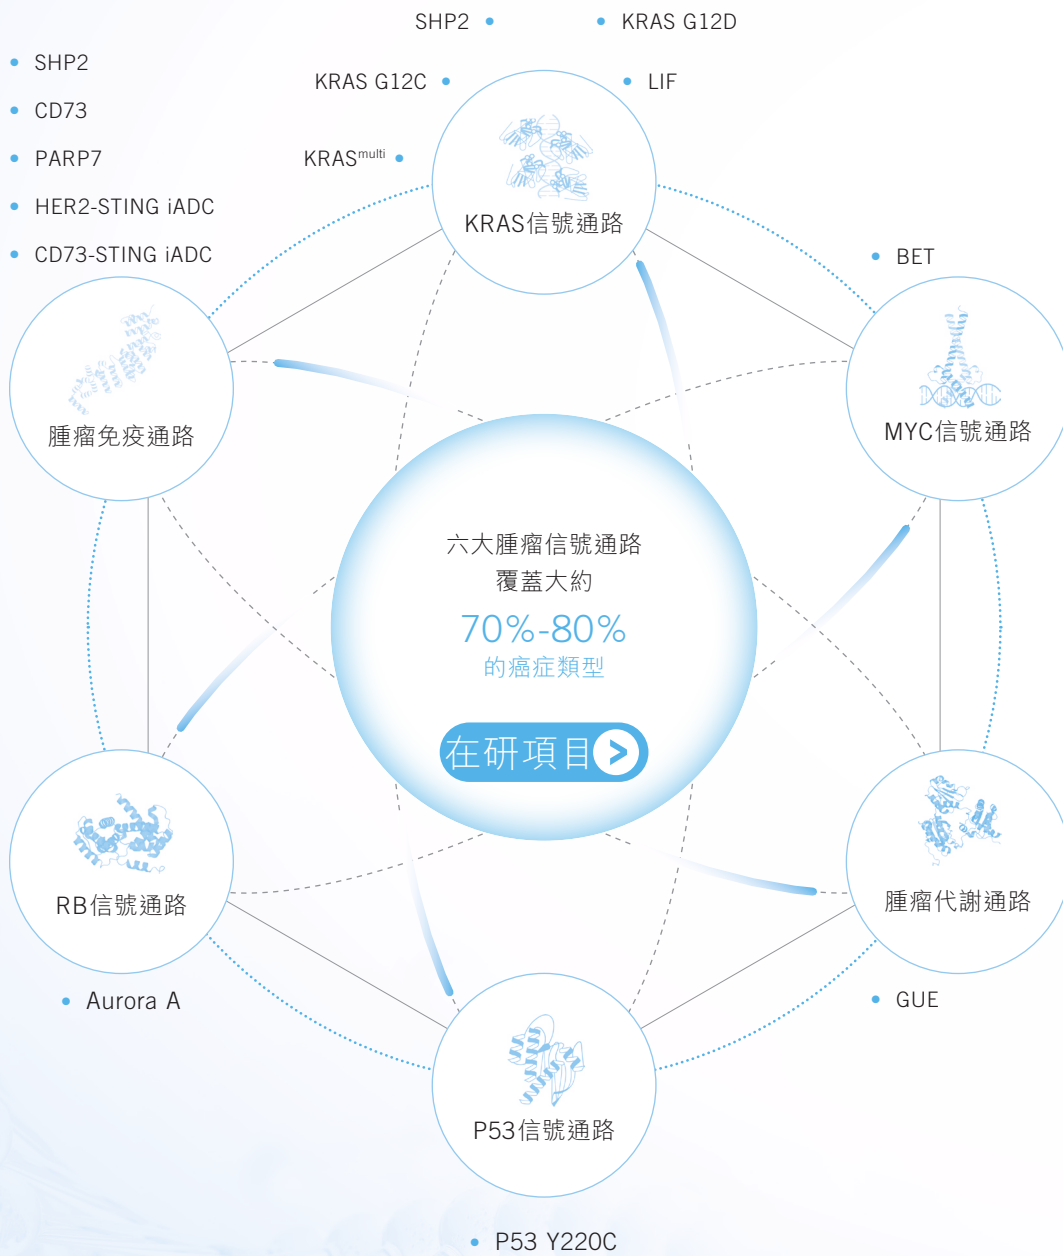 SHP2
KRAS G12D
KRAS G12C
LIF
KRASmulti
KRAS信號通路
SHP2
CD73
PARP7
HER2-STING iADC
CD73-STING iADC
腫瘤免疫通路
BET
MYC信號通路
六大腫瘤信號通路
覆蓋大約
70%-80%
的癌症類型
在研項目
RB信號通路
Aurora A
腫瘤代謝通路
GUE
P53信號通路
P53 Y220C